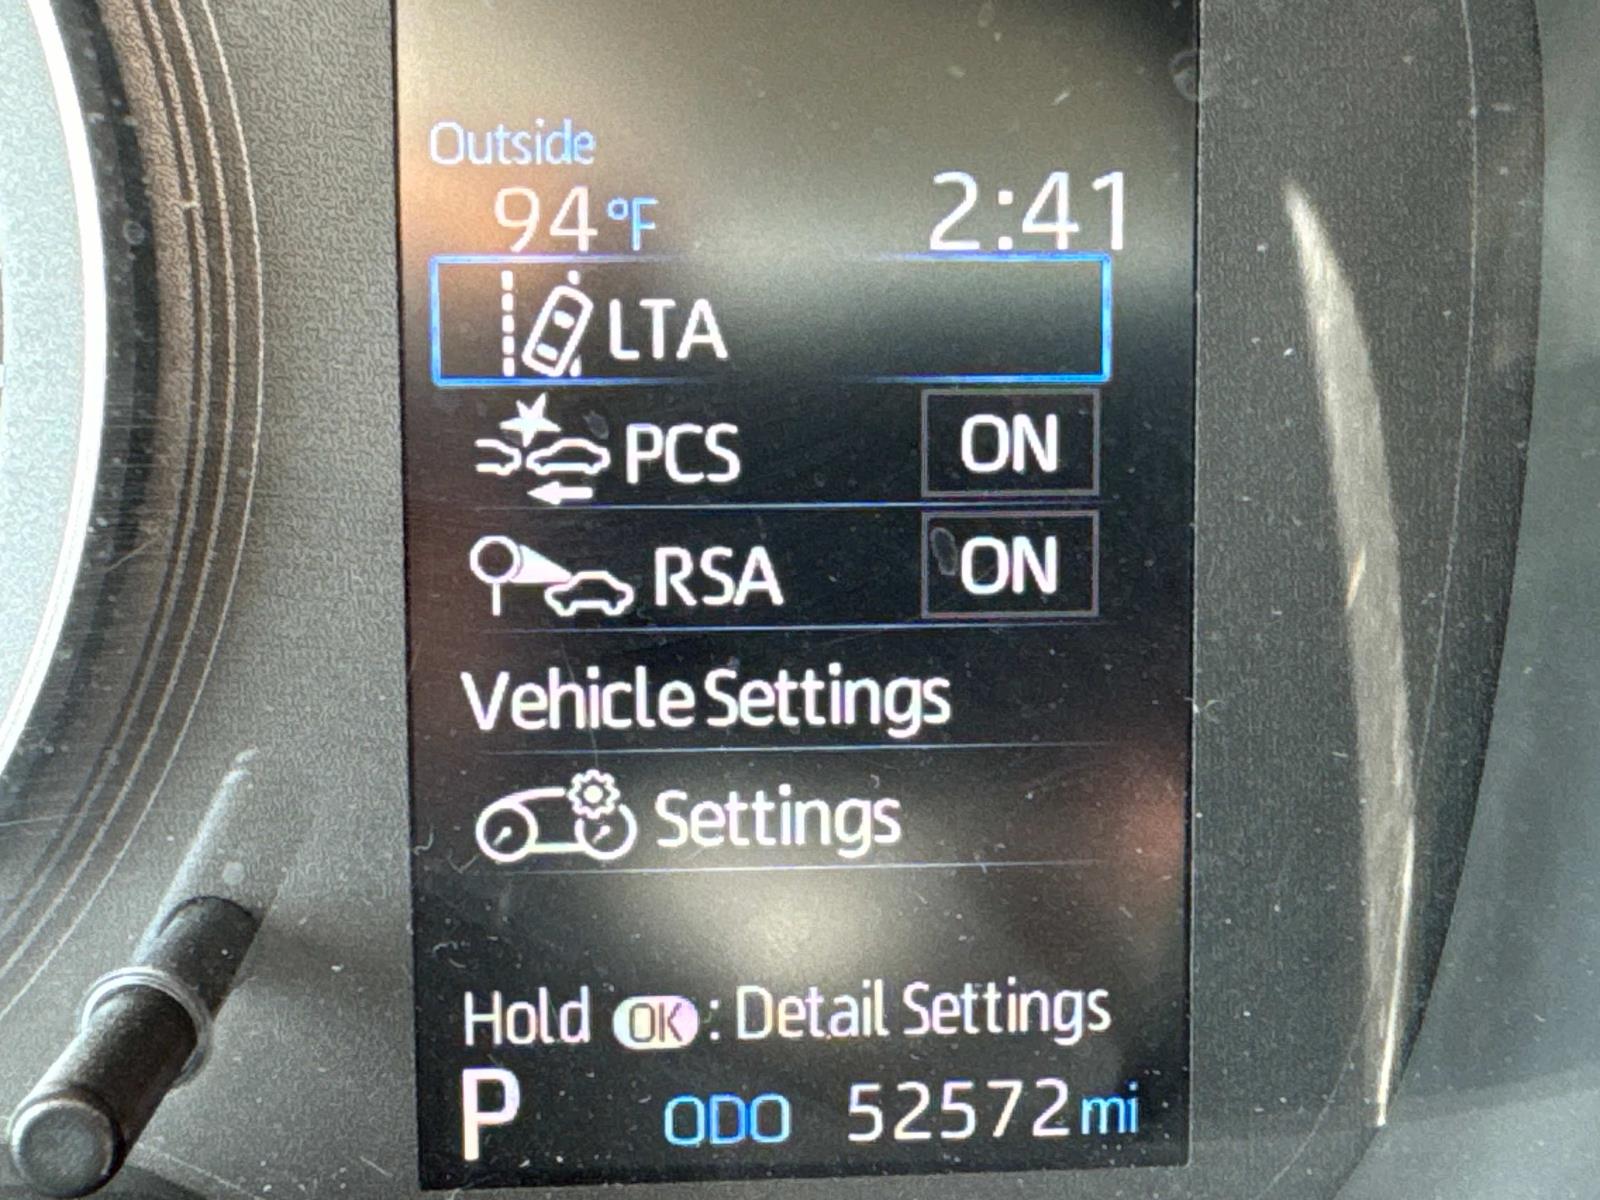 Outside
94 °F 2:41
LTA
PCS ON
RSA ON
Vehicle Settings
Settings
Hold OK : Detail Settings
P ODO 52572 mi